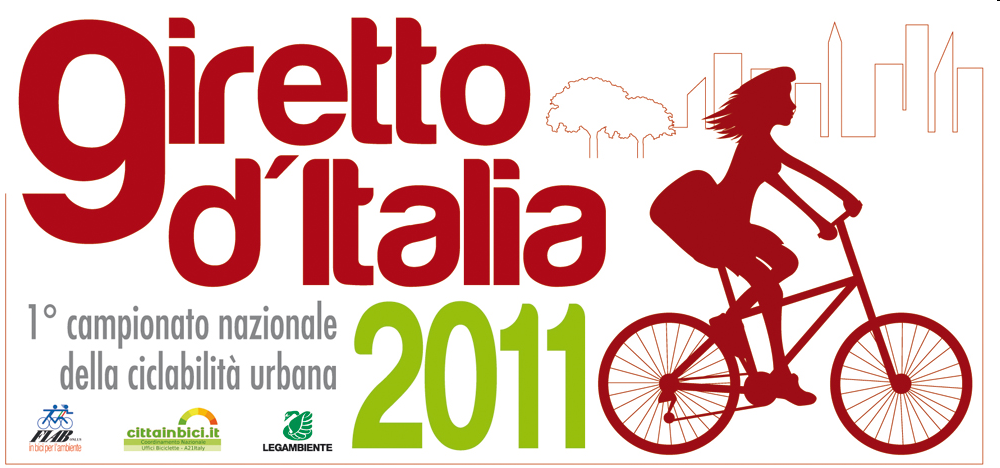 giretto
d'Italia
1° campionato nazionale
della ciclabilità urbana
2011
FIAB ONLUS
in bici per l'ambiente
cittainbici.it
Coordinamento Nazionale
Uffici Biciclette - A21Italy
LEGAMBIENTE